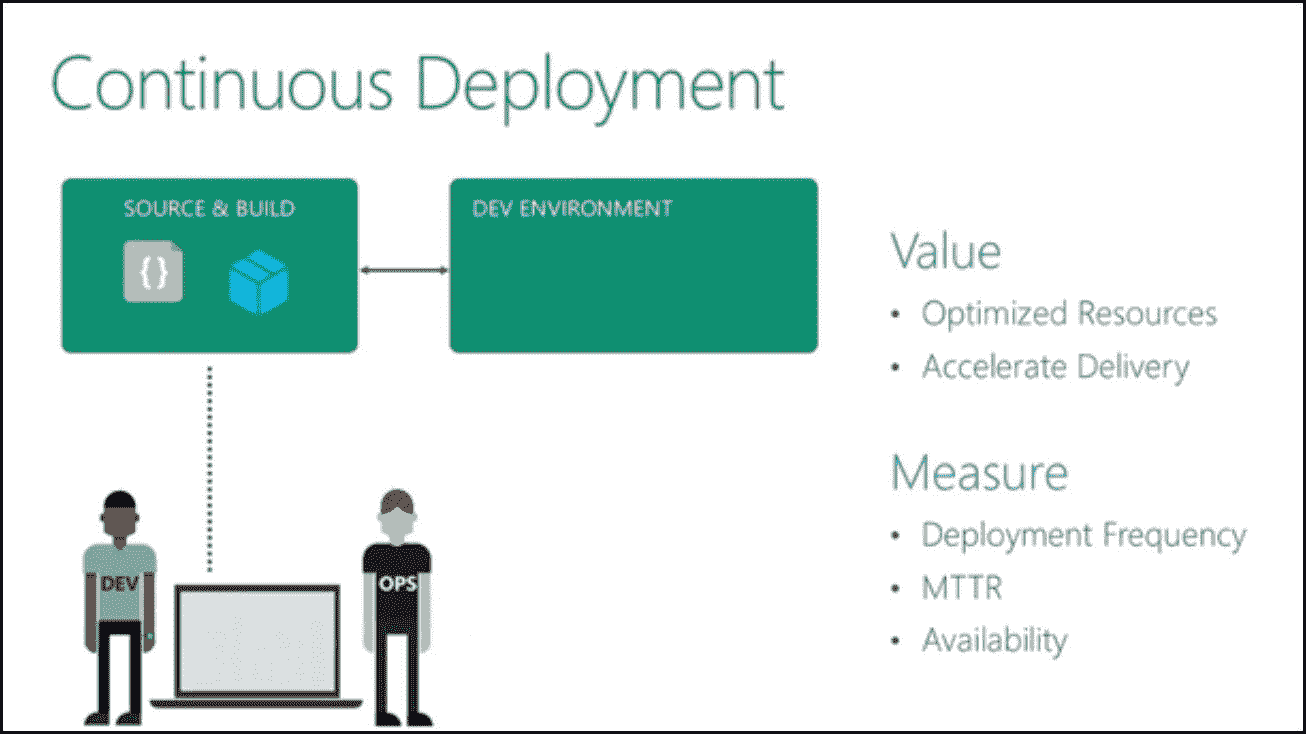 Continuous Deployment
SOURCE & BUILD
{}
DEV ENVIRONMENT
DEV
OPS
Value
• Optimized Resources
• Accelerate Delivery
Measure
• Deployment Frequency
• MTTR
• Availability